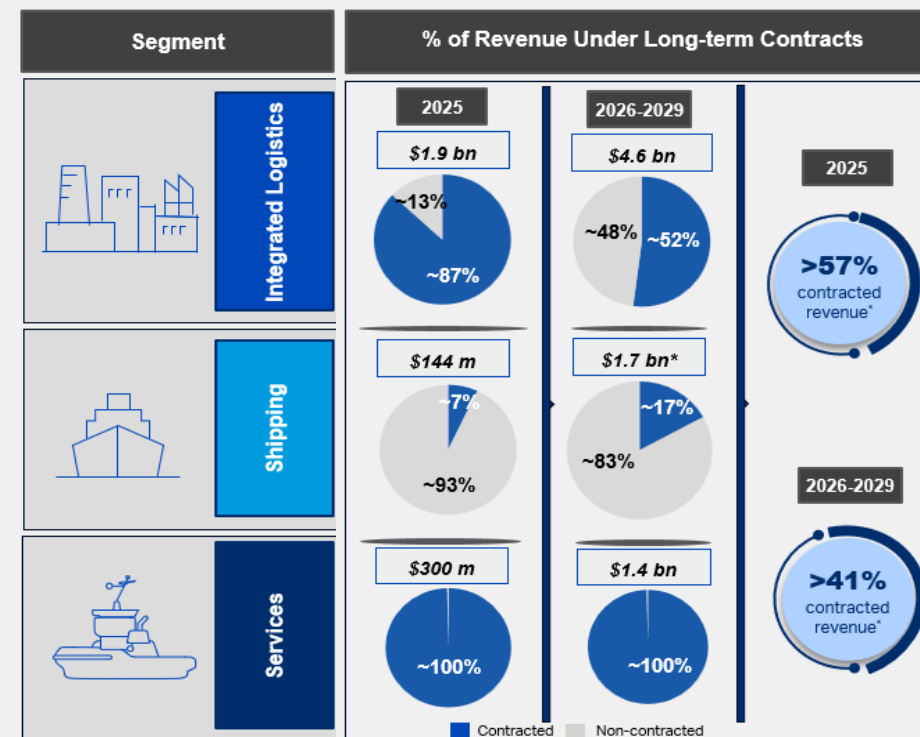 Segment
% of Revenue Under Long-term Contracts
Integrated Logistics
2025
$1.9 bn
~13%
~87%
2026-2029
$4.6 bn
~48%
~52%
2025
>57%
contracted
revenue*
Shipping
$144 m
~7%
~93%
$1.7 bn*
~17%
~83%
2026-2029
>41%
contracted
revenue*
Services
$300 m
~100%
$1.4 bn
~100%
Contracted
Non-contracted